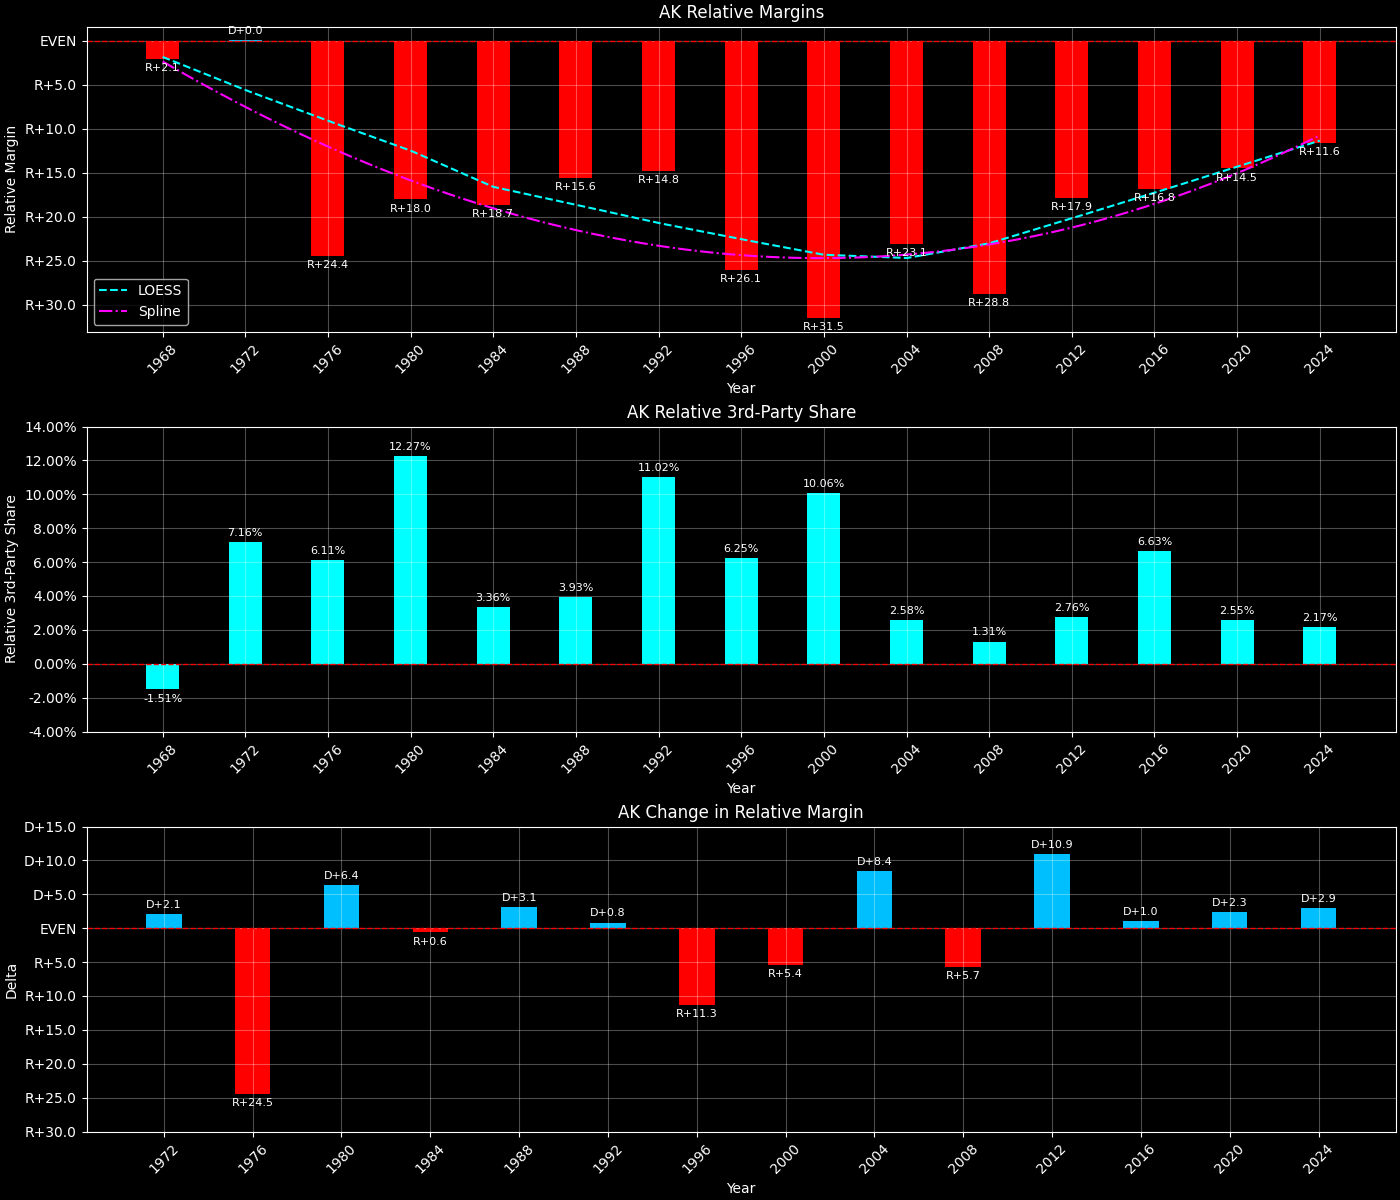 AK Relative Margins
Relative Margin
EVEN
R+5.0
R+10.0
R+15.0
R+20.0
R+25.0
R+30.0
R+2.1
D+0.0
R+24.4
R+18.0
R+18.7
R+15.6
R+14.8
R+26.1
R+31.5
R+23.1
R+28.8
R+17.9
R+16.8
R+14.5
R+11.6
LOESS
Spline
1968
1972
1976
1980
1984
1988
1992
1996
2000
2004
2008
2012
2016
2020
2024
Year
AK Relative 3rd-Party Share
Relative 3rd-Party Share
14.00%
12.00%
10.00%
8.00%
6.00%
4.00%
2.00%
0.00%
-2.00%
-4.00%
-1.51%
7.16%
6.11%
12.27%
3.36%
3.93%
11.02%
6.25%
10.06%
2.58%
1.31%
2.76%
6.63%
2.55%
2.17%
1968
1972
1976
1980
1984
1988
1992
1996
2000
2004
2008
2012
2016
2020
2024
Year
AK Change in Relative Margin
Delta
D+15.0
D+10.0
D+5.0
EVEN
R+5.0
R+10.0
R+15.0
R+20.0
R+25.0
R+30.0
D+2.1
R+24.5
D+6.4
R+0.6
D+3.1
D+0.8
R+11.3
R+5.4
D+8.4
R+5.7
D+10.9
D+1.0
D+2.3
D+2.9
1972
1976
1980
1984
1988
1992
1996
2000
2004
2008
2012
2016
2020
2024
Year